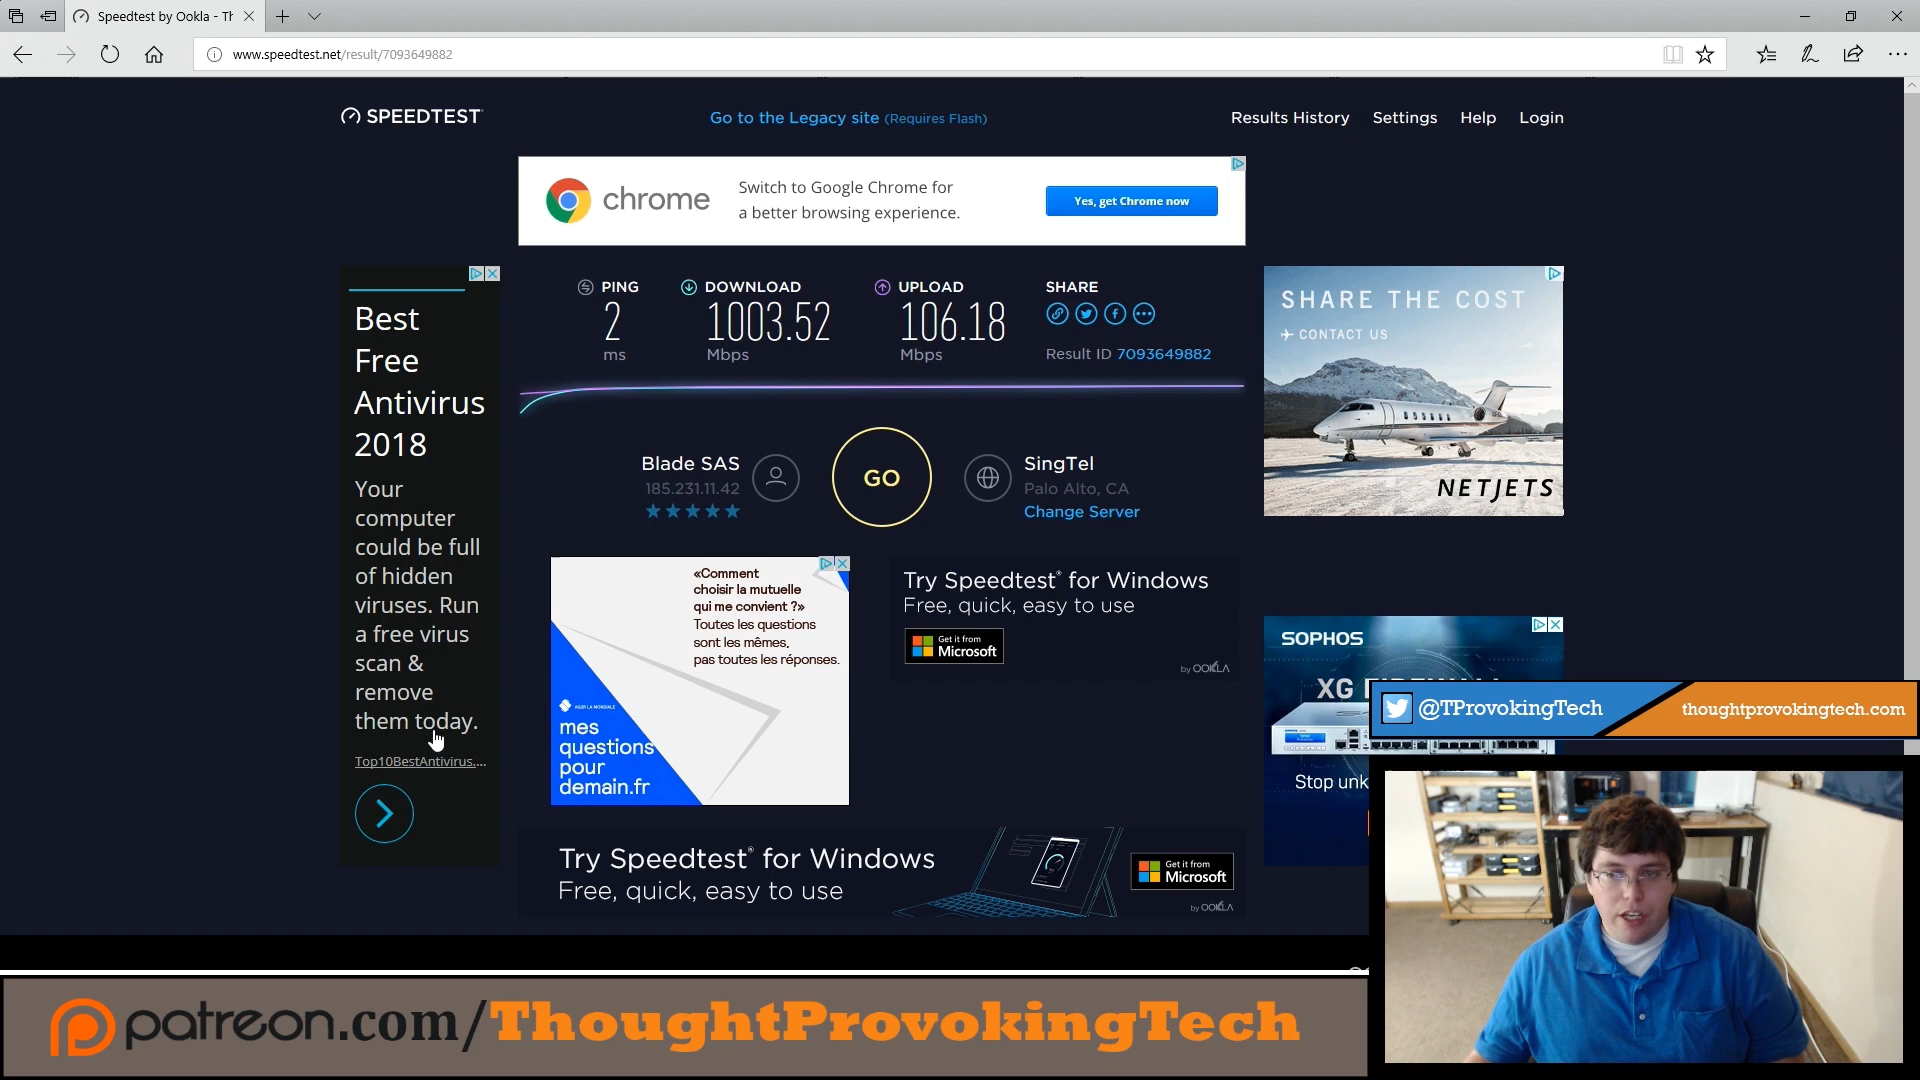 Speedtest by Ookla - Th
www.speedtest.net/result/7093649882
SPEEDTEST
Go to the Legacy site (Requires Flash)
Results History
Settings
Help
Login
chrome
Switch to Google Chrome for
a better browsing experience.
Yes, get Chrome now
Best
Free
Antivirus
2018
Your
computer
could be full
of hidden
viruses. Run
a free virus
scan &
remove
them today.
Top10BestAntivirus....
PING
2
ms
DOWNLOAD
1003.52
Mbps
UPLOAD
106.18
Mbps
SHARE
Result ID 7093649882
Blade SAS
185.231.11.42
GO
SingTel
Palo Alto, CA
Change Server
SHARE THE COST
CONTACT US
NETJETS
«Comment
choisir la mutuelle
qui me convient ?»
Toutes les questions
sont les mêmes,
pas toutes les réponses.
AG2R LA MONDIALE
mes
questions
pour
demain.fr
Try Speedtest® for Windows
Free, quick, easy to use
Get it from
Microsoft
by OOKLA
SOPHOS
XG FIREWALL
Stop unk
Try Speedtest® for Windows
Free, quick, easy to use
Get it from
Microsoft
by OOKLA
@TProvokingTech
thoughtprovokingtech.com
patreon.com/ThoughtProvokingTech